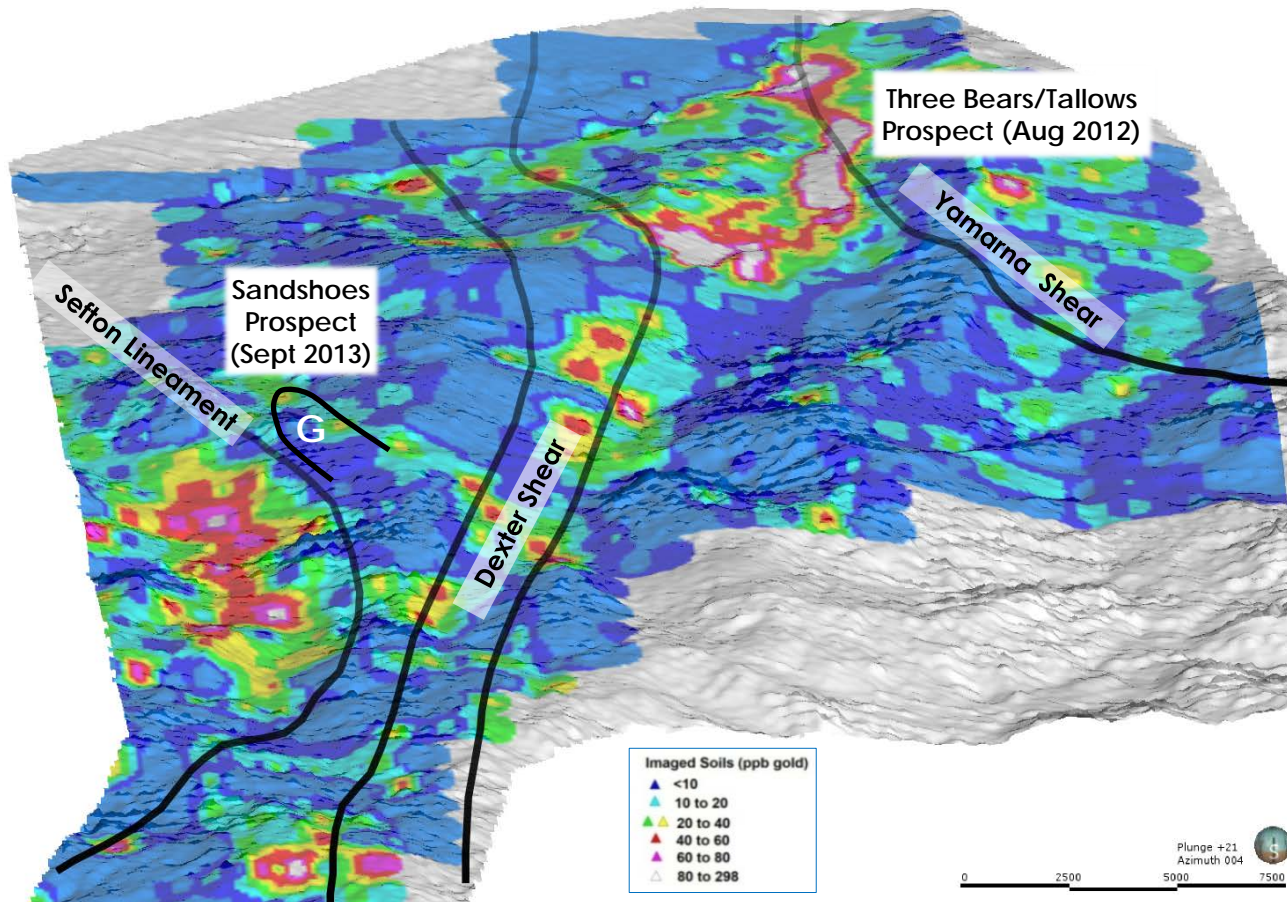 Three Bears/Tallows
Prospect (Aug 2012)
Yamarna Shear
Sandshoes
Prospect
(Sept 2013)
Sefton Lineament
G
Dexter Shear
Imaged Soils (ppb gold)
<10
10 to 20
20 to 40
40 to 60
60 to 80
80 to 298
Plunge +21
Azimuth 004
S
0 2500 5000 7500